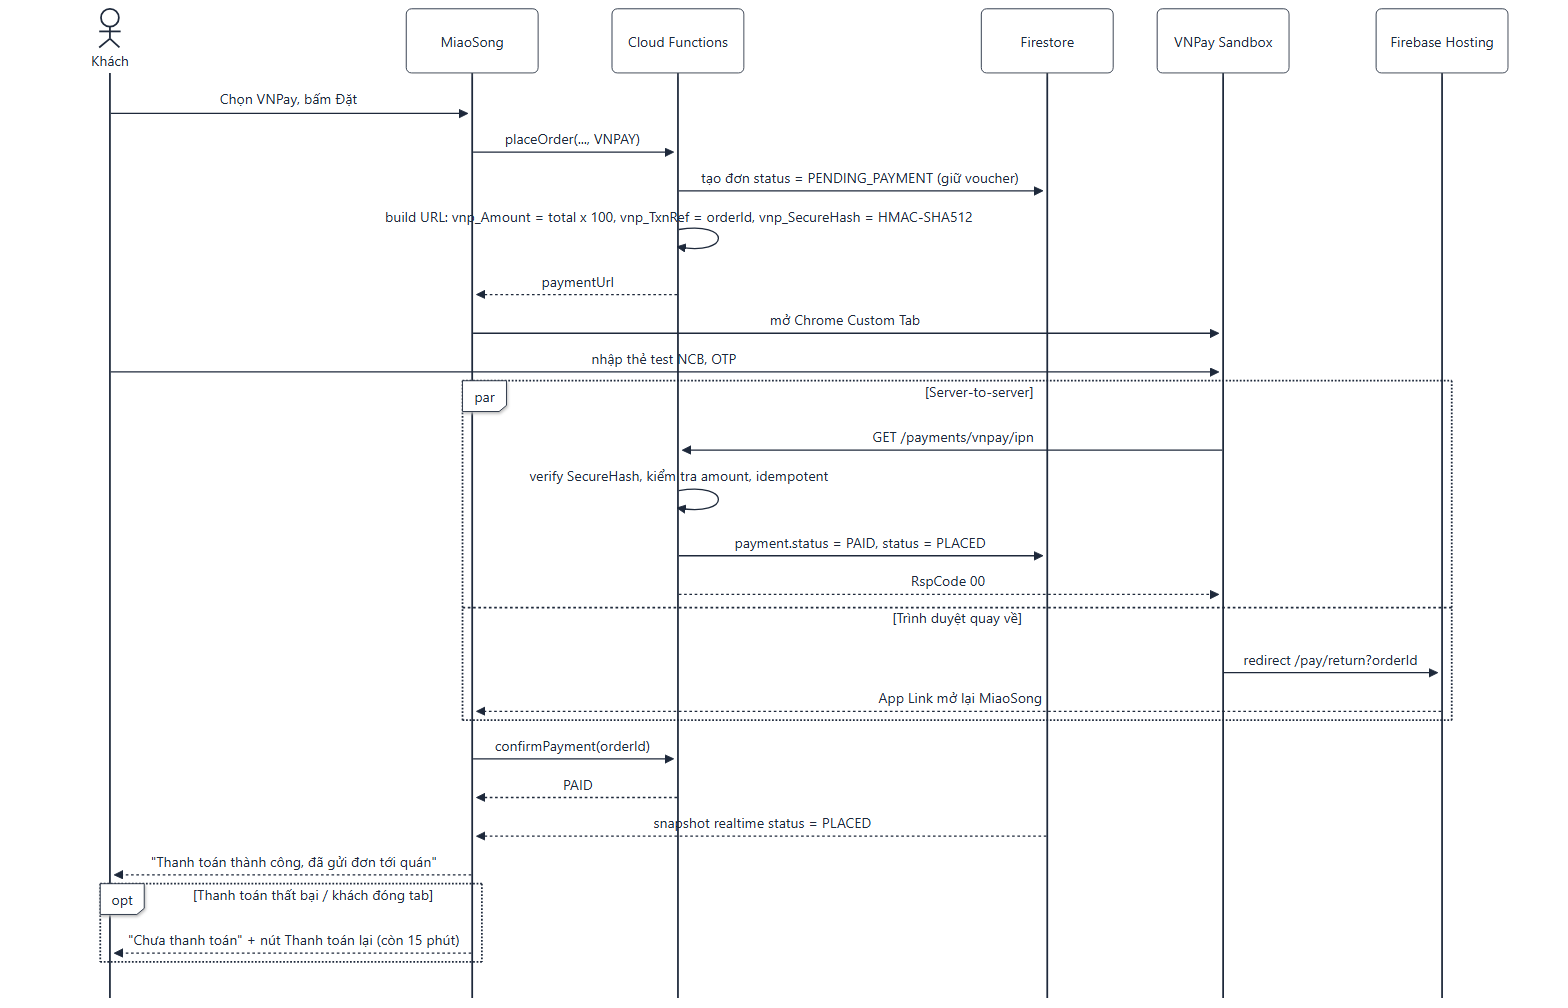 Khách
MiaoSong
Cloud Functions
Firestore
VNPay Sandbox
Firebase Hosting
Chọn VNPay, bấm Đặt
placeOrder(..., VNPAY)
tạo đơn status = PENDING_PAYMENT (giữ voucher)
build URL: vnp_Amount = total x 100, vnp_TxnRef = orderId, vnp_SecureHash = HMAC-SHA512
paymentUrl
mở Chrome Custom Tab
nhập thẻ test NCB, OTP
par
[Server-to-server]
GET /payments/vnpay/ipn
verify SecureHash, kiểm tra amount, idempotent
payment.status = PAID, status = PLACED
RspCode 00
[Trình duyệt quay về]
redirect /pay/return?orderId
App Link mở lại MiaoSong
confirmPayment(orderId)
PAID
snapshot realtime status = PLACED
"Thanh toán thành công, đã gửi đơn tới quán"
opt
[Thanh toán thất bại / khách đóng tab]
"Chưa thanh toán" + nút Thanh toán lại (còn 15 phút)